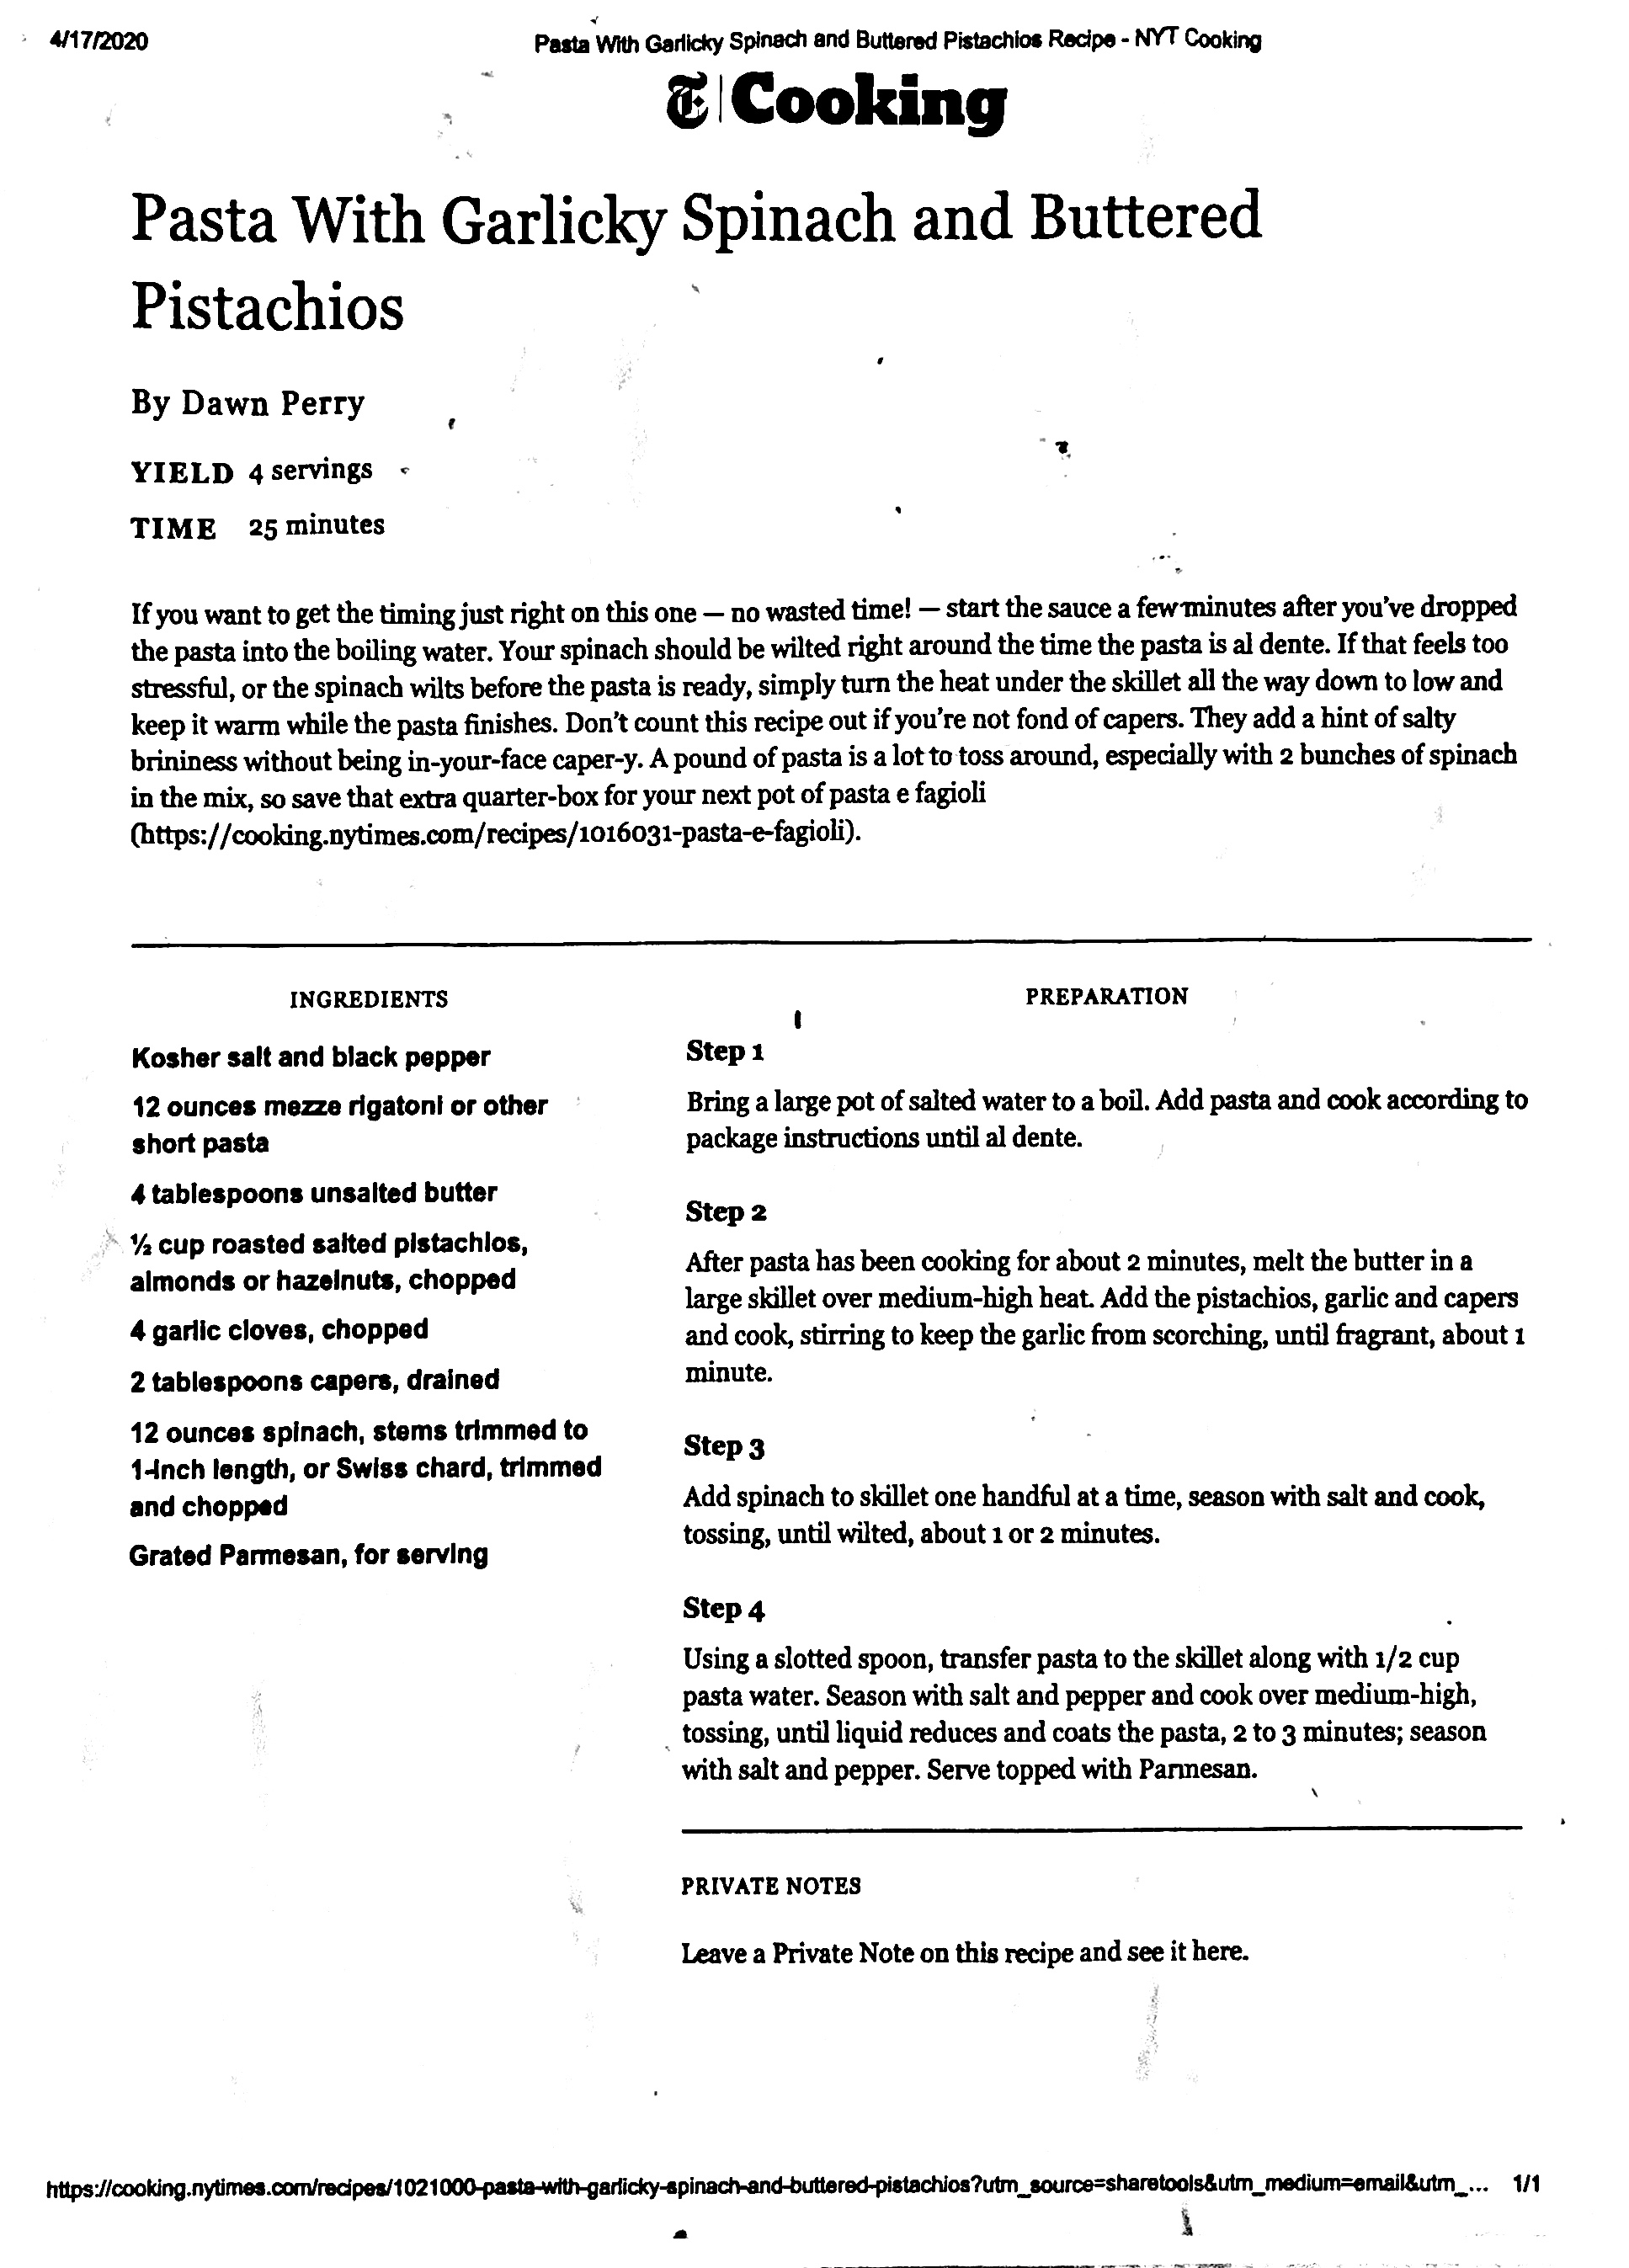 4/17/2020
Pasta With Garlicky Spinach and Buttered Pistachios Recipe - NYT Cooking
T Cooking
Pasta With Garlicky Spinach and Buttered
Pistachios
By Dawn Perry
YIELD 4 servings
TIME 25 minutes
If you want to get the timing just right on this one — no wasted time! — start the sauce a few minutes after you've dropped
the pasta into the boiling water. Your spinach should be wilted right around the time the pasta is al dente. If that feels too
stressful, or the spinach wilts before the pasta is ready, simply turn the heat under the skillet all the way down to low and
keep it warm while the pasta finishes. Don't count this recipe out if you're not fond of capers. They add a hint of salty
brininess without being in-your-face caper-y. A pound of pasta is a lot to toss around, especially with 2 bunches of spinach
in the mix, so save that extra quarter-box for your next pot of pasta e fagioli
(https://cooking.nytimes.com/recipes/1016031-pasta-e-fagioli).
INGREDIENTS
Kosher salt and black pepper
12 ounces mezze rigatoni or other
short pasta
4 tablespoons unsalted butter
½ cup roasted salted pistachios,
almonds or hazelnuts, chopped
4 garlic cloves, chopped
2 tablespoons capers, drained
12 ounces spinach, stems trimmed to
1-inch length, or Swiss chard, trimmed
and chopped
Grated Parmesan, for serving
PREPARATION
Step 1
Bring a large pot of salted water to a boil. Add pasta and cook according to
package instructions until al dente.
Step 2
After pasta has been cooking for about 2 minutes, melt the butter in a
large skillet over medium-high heat. Add the pistachios, garlic and capers
and cook, stirring to keep the garlic from scorching, until fragrant, about 1
minute.
Step 3
Add spinach to skillet one handful at a time, season with salt and cook,
tossing, until wilted, about 1 or 2 minutes.
Step 4
Using a slotted spoon, transfer pasta to the skillet along with 1/2 cup
pasta water. Season with salt and pepper and cook over medium-high,
tossing, until liquid reduces and coats the pasta, 2 to 3 minutes; season
with salt and pepper. Serve topped with Parmesan.
PRIVATE NOTES
Leave a Private Note on this recipe and see it here.
https://cooking.nytimes.com/recipes/1021000-pasta-with-garlicky-spinach-and-buttered-pistachios?utm_source=sharetools&utm_medium=email&utm_... 1/1